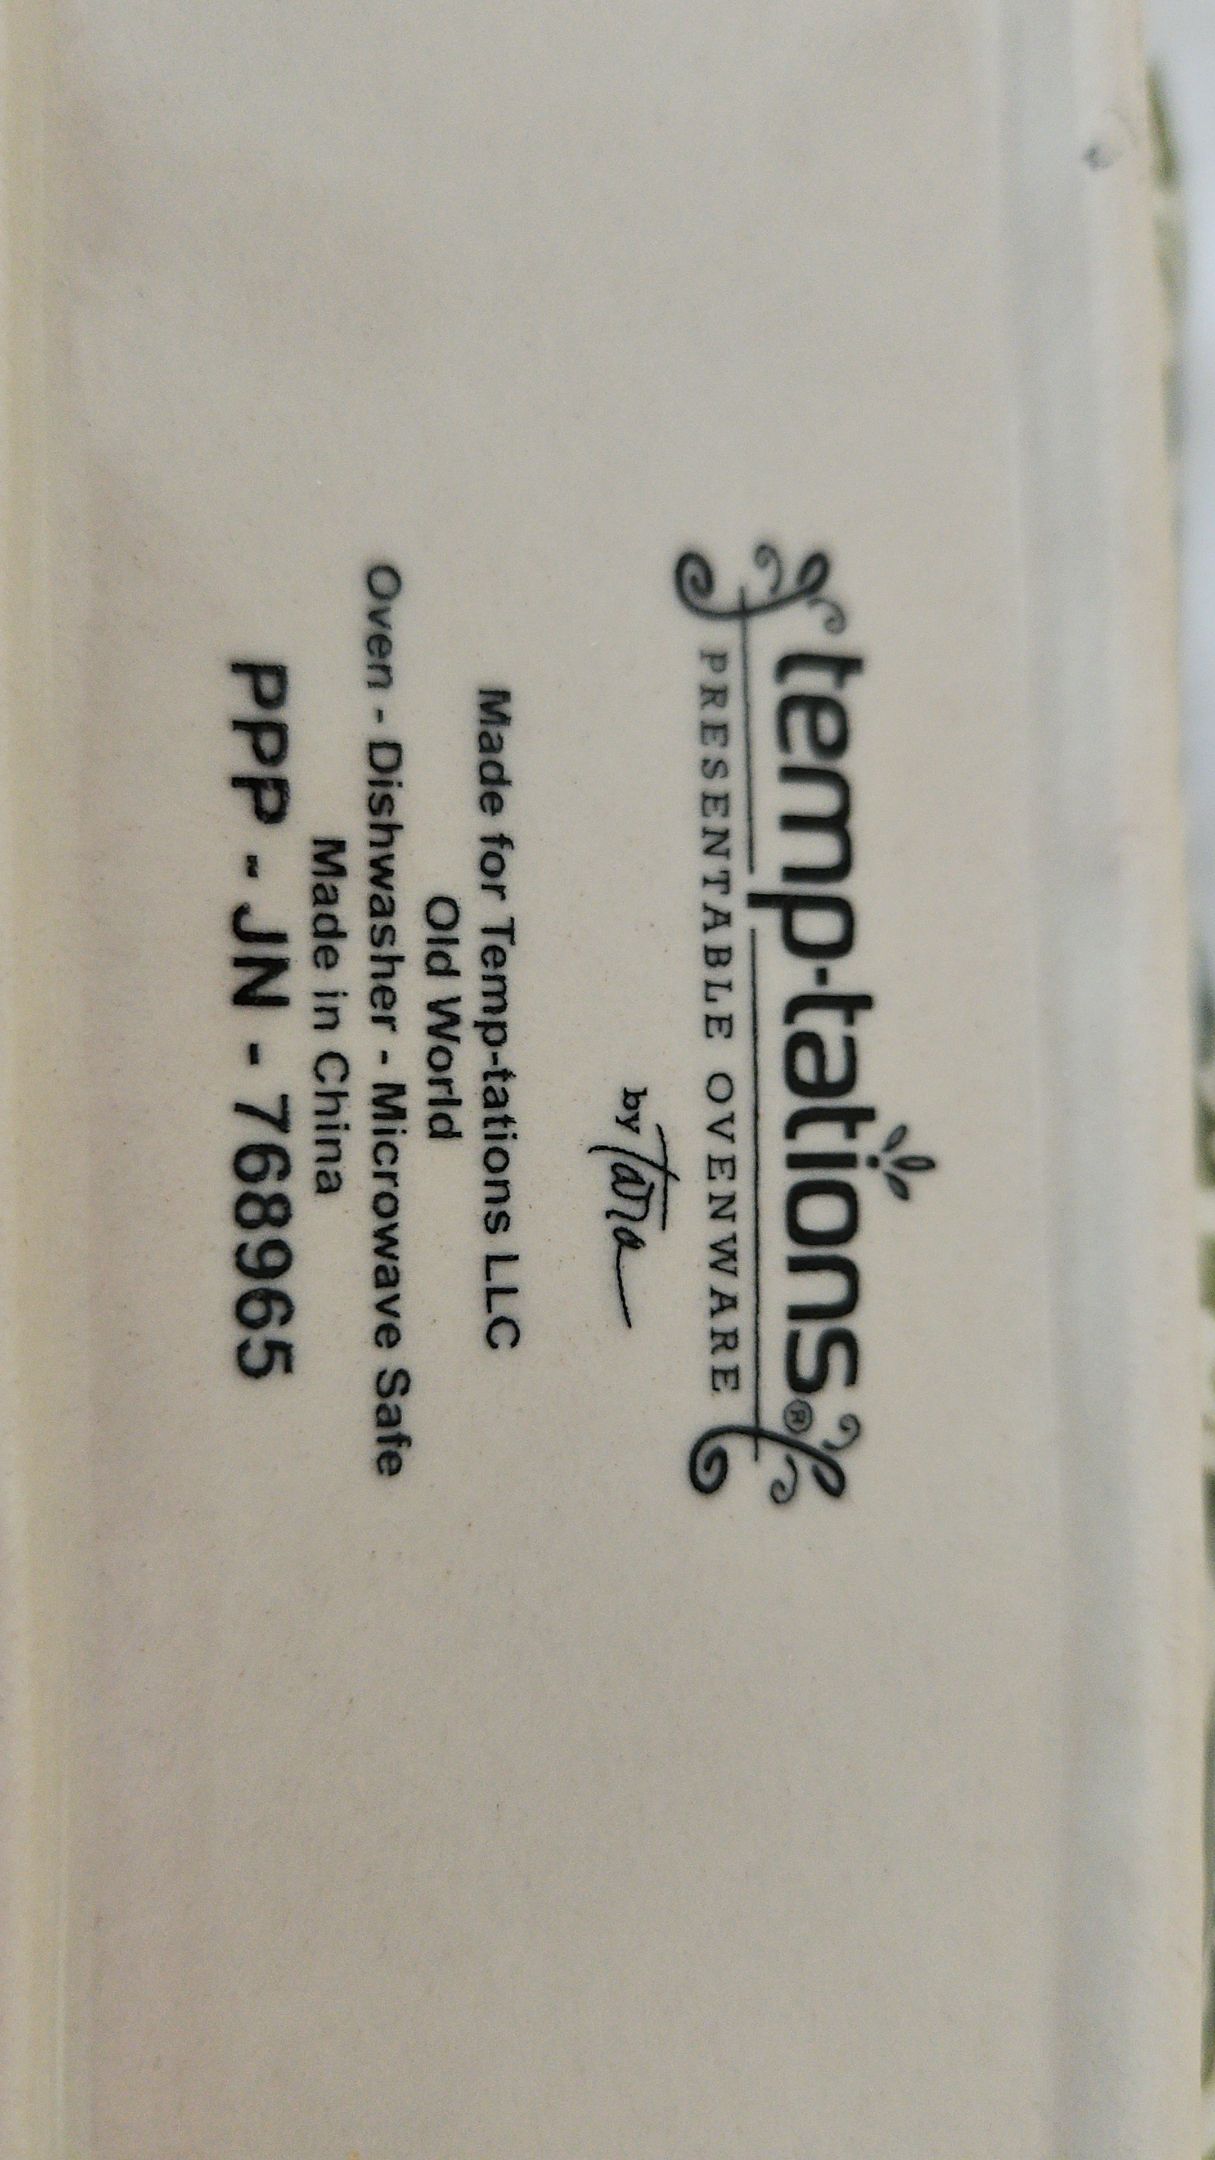 temp-tations®
PRESENTABLE OVENWARE
by Tara
Made for Temp-tations LLC
Old World
Oven - Dishwasher - Microwave Safe
Made in China
PPP - JN - 768965